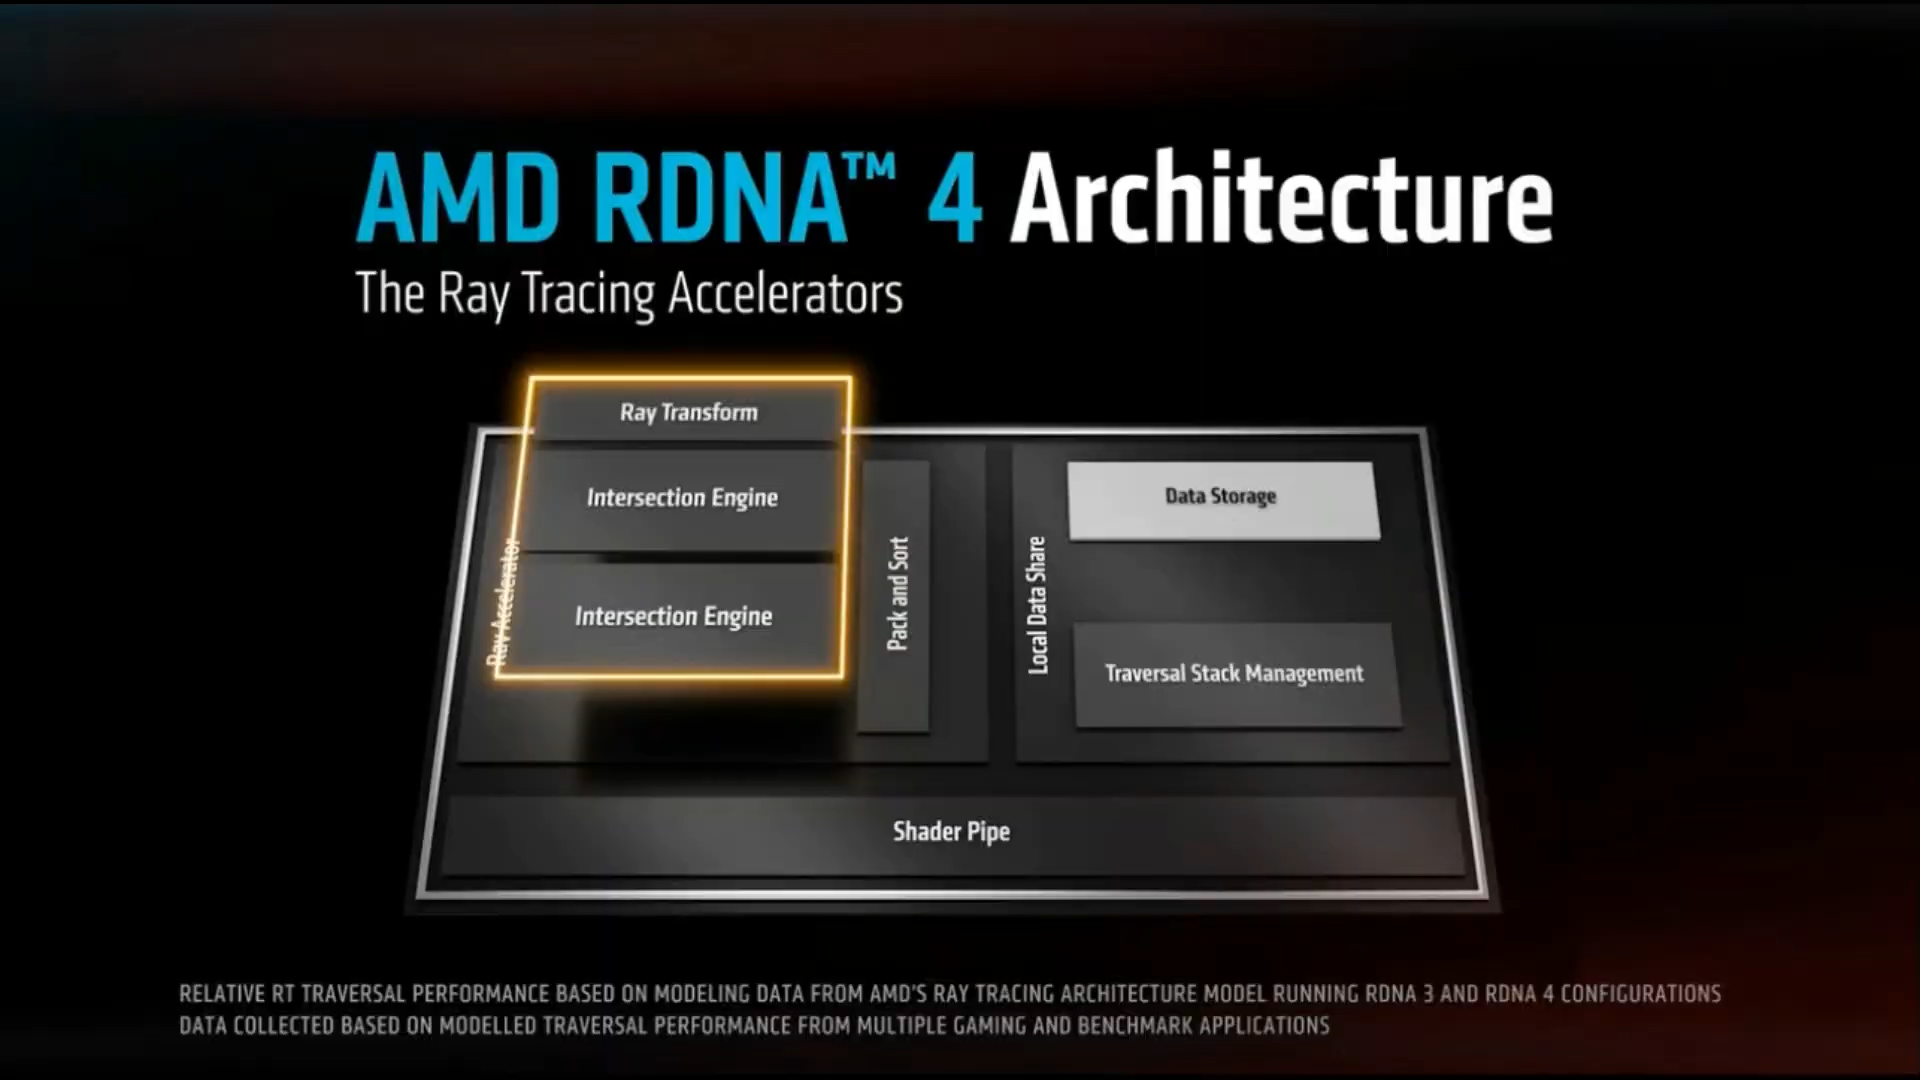 AMD RDNA™ 4 Architecture
The Ray Tracing Accelerators
Ray Transform
Intersection Engine
Intersection Engine
Ray Accelerator
Pack and Sort
Local Data Share
Data Storage
Traversal Stack Management
Shader Pipe
RELATIVE RT TRAVERSAL PERFORMANCE BASED ON MODELING DATA FROM AMD'S RAY TRACING ARCHITECTURE MODEL RUNNING RDNA 3 AND RDNA 4 CONFIGURATIONS
DATA COLLECTED BASED ON MODELLED TRAVERSAL PERFORMANCE FROM MULTIPLE GAMING AND BENCHMARK APPLICATIONS